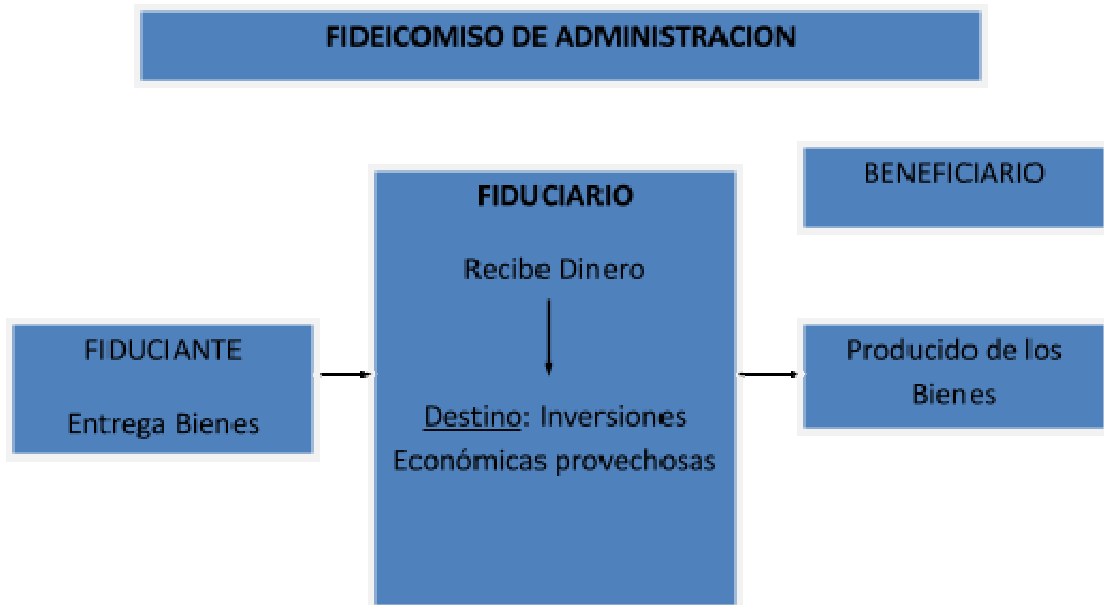 FIDEICOMISO DE ADMINISTRACION
FIDUCIANTE
Entrega Bienes
FIDUCIARIO
Recibe Dinero
Destino: Inversiones
Económicas provechosas
BENEFICIARIO
Producido de los
Bienes